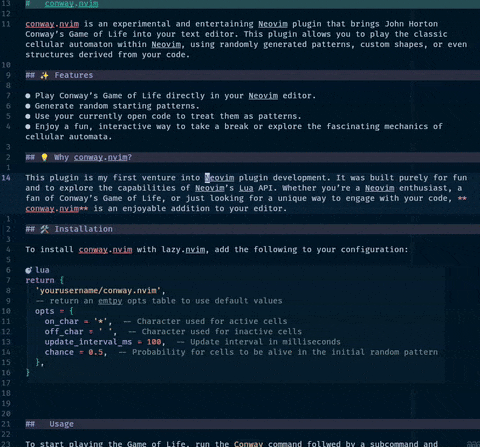 13 #   conway.nvim
12
11 conway.nvim is an experimental and entertaining Neovim plugin that brings John Horton
Conway’s Game of Life into your text editor. This plugin allows you to play the classic
cellular automaton within Neovim, using randomly generated patterns, custom shapes, or even
structures derived from your code.
10
9 ## ✨ Features
8
7 ● Play Conway’s Game of Life directly in your Neovim editor.
6 ● Generate random starting patterns.
5 ● Use your currently open code to treat them as patterns.
4 ● Enjoy a fun, interactive way to take a break or explore the fascinating mechanics of
cellular automata.
3
2 ## 💡 Why conway.nvim?
1
14 This plugin is my first venture into Neovim plugin development. It was built purely for fun
and to explore the capabilities of Neovim’s Lua API. Whether you’re a Neovim enthusiast, a
fan of Conway’s Game of Life, or just looking for a unique way to engage with your code, **
conway.nvim** is an enjoyable addition to your editor.
1
2 ## 🛠️ Installation
3
4 To install conway.nvim with lazy.nvim, add the following to your configuration:
5
6 lua
7 return {
8 'yourusername/conway.nvim',
9 -- return an emtpy opts table to use default values
10 opts = {
11 on_char = '*',  -- Character used for active cells
12 off_char = ' ',  -- Character used for inactive cells
13 update_interval_ms = 100,  -- Update interval in milliseconds
14 chance = 0.5,  -- Probability for cells to be alive in the initial random pattern
15 },
16 }
17
18
19
20
21 ##   Usage
22
23 To start playing the Game of Life, run the Conway command follwed by a subcommand and